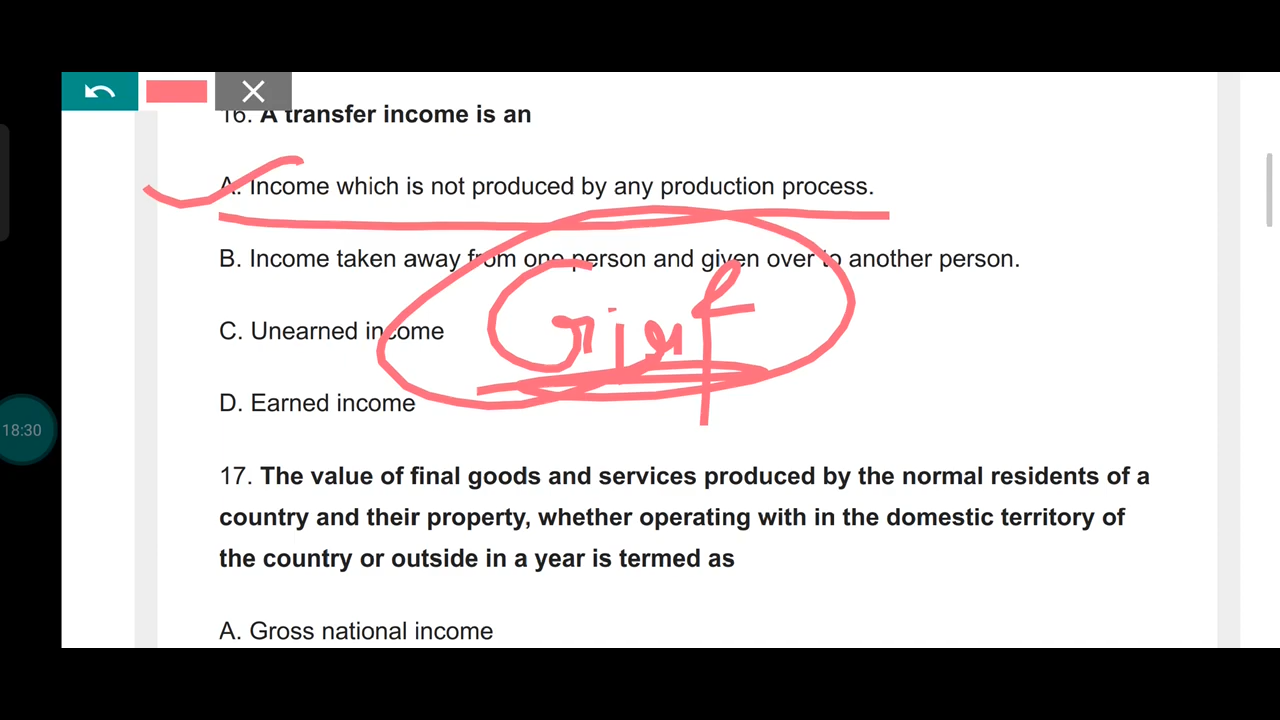 16. A transfer income is an
A. Income which is not produced by any production process.
B. Income taken away from one person and given over to another person.
C. Unearned income
D. Earned income
18:30
17. The value of final goods and services produced by the normal residents of a
country and their property, whether operating with in the domestic territory of
the country or outside in a year is termed as
A. Gross national income